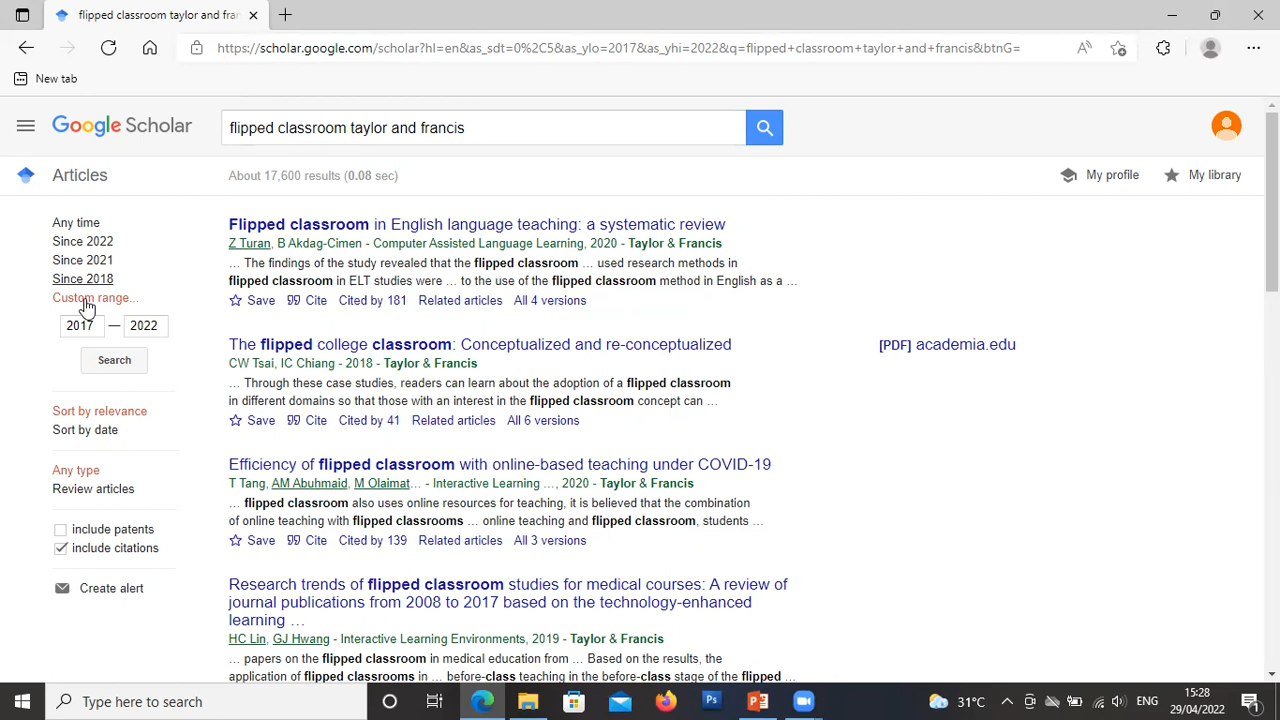 flipped classroom taylor and fran
New tab
https://scholar.google.com/scholar?hl=en&as_sdt=0%2C5&as_ylo=2017&as_yhi=2022&q=flipped+classroom+taylor+and+francis&btnG=
Google Scholar
flipped classroom taylor and francis
Articles
About 17,600 results (0.08 sec)
My profile
My library
Any time
Since 2022
Since 2021
Since 2018
Custom range...
2017 — 2022
Search
Sort by relevance
Sort by date
Any type
Review articles
include patents
include citations
Create alert
Flipped classroom in English language teaching: a systematic review
Z Turan, B Akdag-Cimen - Computer Assisted Language Learning, 2020 - Taylor & Francis
… The findings of the study revealed that the flipped classroom … used research methods in
flipped classroom in ELT studies were … to the use of the flipped classroom method in English as a …
Save Cite Cited by 181 Related articles All 4 versions
The flipped college classroom: Conceptualized and re-conceptualized
[PDF] academia.edu
CW Tsai, IC Chiang - 2018 - Taylor & Francis
… Through these case studies, readers can learn about the adoption of a flipped classroom
in different domains so that those with an interest in the flipped classroom concept can …
Save Cite Cited by 41 Related articles All 6 versions
Efficiency of flipped classroom with online-based teaching under COVID-19
T Tang, AM Abuhmaid, M Olaimat… - Interactive Learning …, 2020 - Taylor & Francis
… flipped classroom also uses online resources for teaching, it is believed that the combination
of online teaching with flipped classrooms … online teaching and flipped classroom, students …
Save Cite Cited by 139 Related articles All 3 versions
Research trends of flipped classroom studies for medical courses: A review of
journal publications from 2008 to 2017 based on the technology-enhanced
learning …
HC Lin, GJ Hwang - Interactive Learning Environments, 2019 - Taylor & Francis
… papers on the flipped classroom in medical education from … Based on the results, the
application of flipped classrooms in … before-class teaching in the before-class stage of the flipped …
Type here to search
Ps
31°C
ENG
15:28
29/04/2022
1